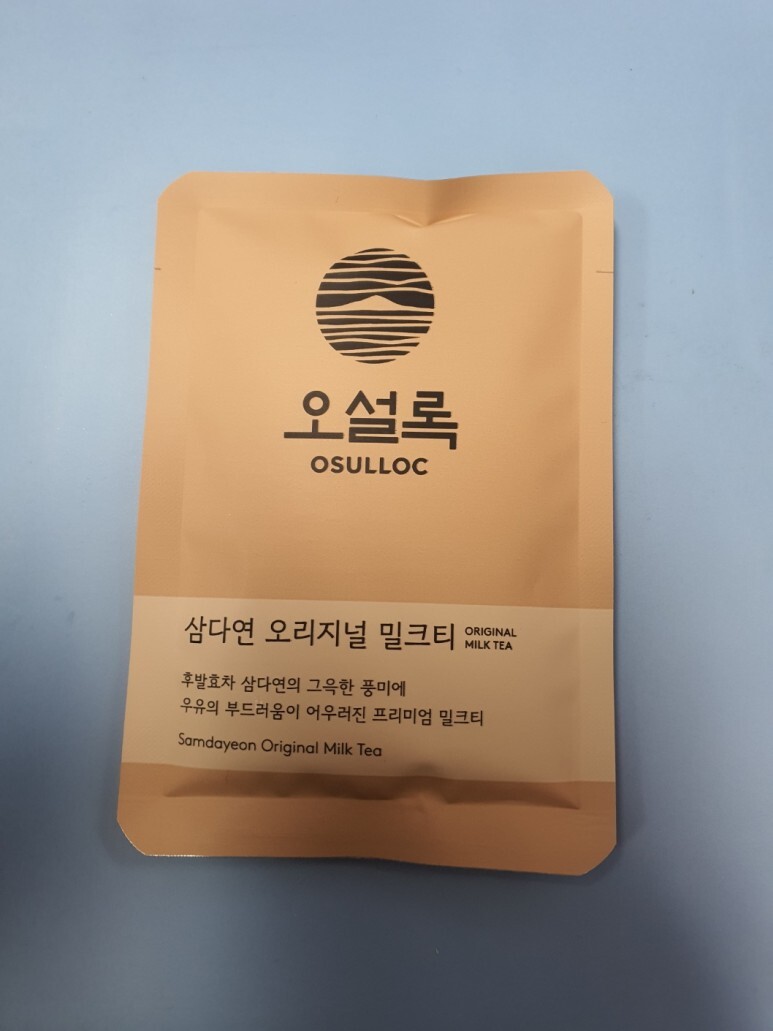 오설록
OSULLOC
삼다연 오리지널 밀크티 ORIGINAL MILK TEA
후발효차 삼다연의 그윽한 풍미에
우유의 부드러움이 어우러진 프리미엄 밀크티
Samdayeon Original Milk Tea